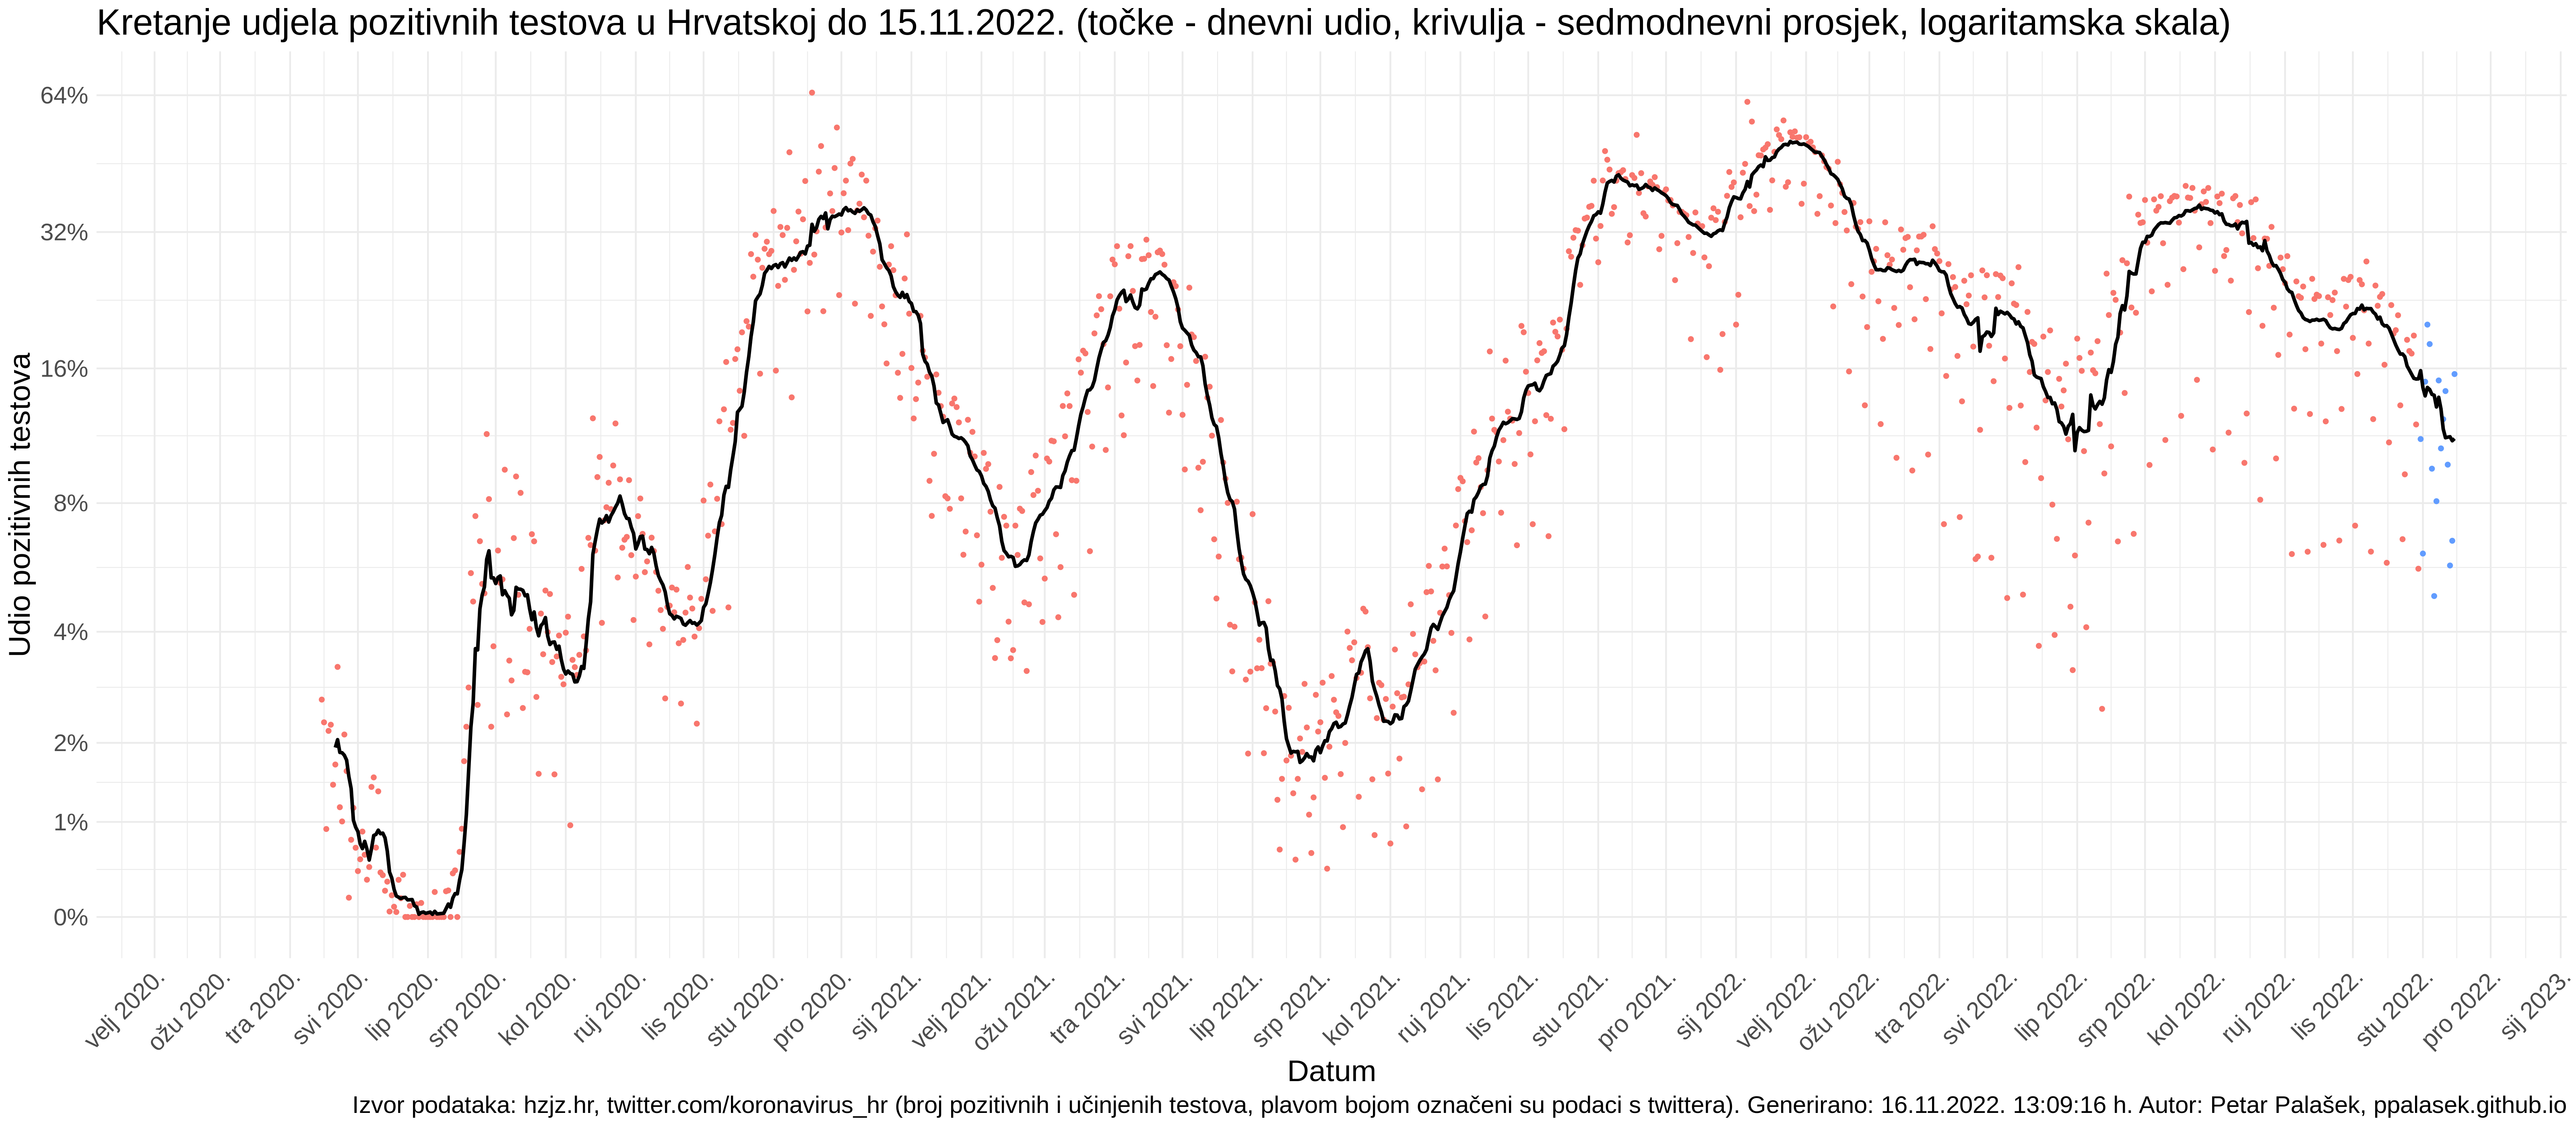 Kretanje udjela pozitivnih testova u Hrvatskoj do 15.11.2022. (točke - dnevni udio, krivulja - sedmodnevni prosjek, logaritamska skala)
Udio pozitivnih testova
64%
32%
16%
8%
4%
2%
1%
0%
velj 2020.
ožu 2020.
tra 2020.
svi 2020.
lip 2020.
srp 2020.
kol 2020.
ruj 2020.
lis 2020.
stu 2020.
pro 2020.
sij 2021.
velj 2021.
ožu 2021.
tra 2021.
svi 2021.
lip 2021.
srp 2021.
kol 2021.
ruj 2021.
lis 2021.
stu 2021.
pro 2021.
sij 2022.
velj 2022.
ožu 2022.
tra 2022.
svi 2022.
lip 2022.
srp 2022.
kol 2022.
ruj 2022.
lis 2022.
stu 2022.
pro 2022.
sij 2023.
Datum
Izvor podataka: hzjz.hr, twitter.com/koronavirus_hr (broj pozitivnih i učinjenih testova, plavom bojom označeni su podaci s twittera). Generirano: 16.11.2022. 13:09:16 h. Autor: Petar Palašek, ppalasek.github.io